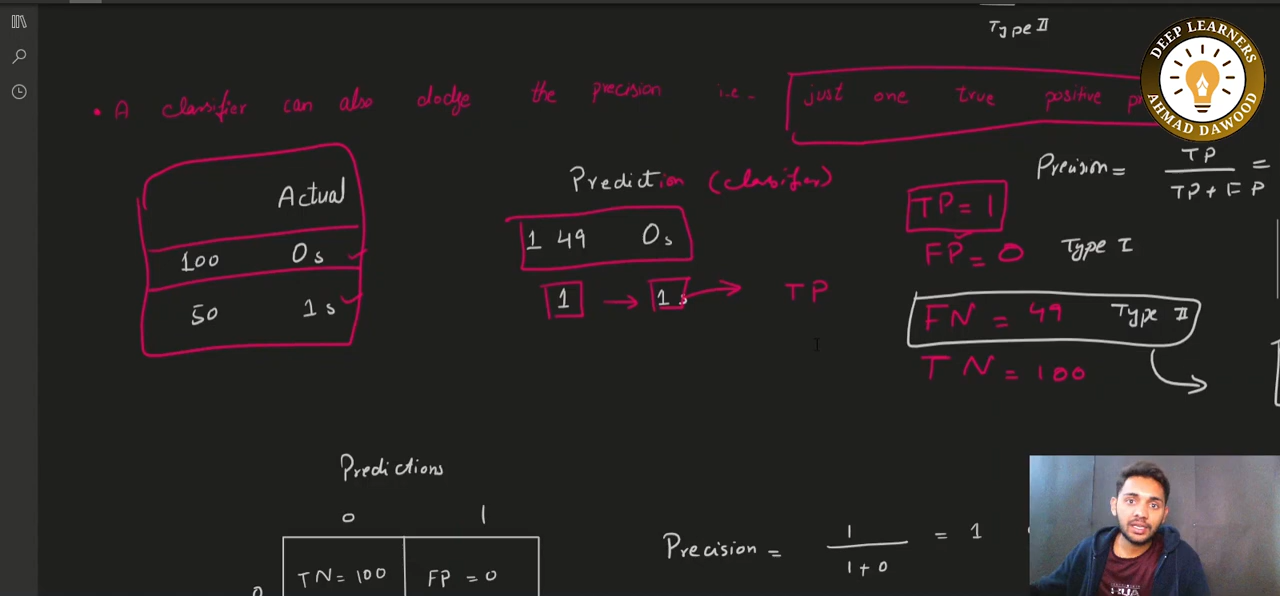 Type II
DEEP LEARNERS
AHMAD DAWOOD
• A classifier can also dodge the precision i.e- just one true positive
Actual
100 0s
50 1s
Prediction (classifier)
149 0s
1 → 1s → TP
Precision = TP / TP + FP =
TP = 1
FP = 0 Type I
FN = 49 Type II
TN = 100
Predictions
0 1
0 TN = 100 FP = 0
Precision = 1 / 1 + 0 = 1